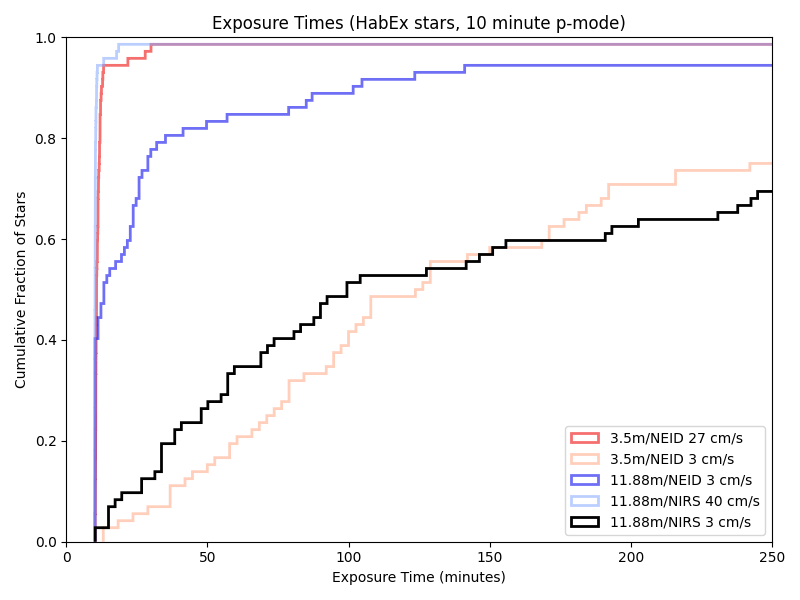 Exposure Times (HabEx stars, 10 minute p-mode)
1.0
0.8
0.6
0.4
0.2
0.0
Cumulative Fraction of Stars
3.5m/NEID 27 cm/s
3.5m/NEID 3 cm/s
11.88m/NEID 3 cm/s
11.88m/NIRS 40 cm/s
11.88m/NIRS 3 cm/s
0 50 100 150 200 250
Exposure Time (minutes)